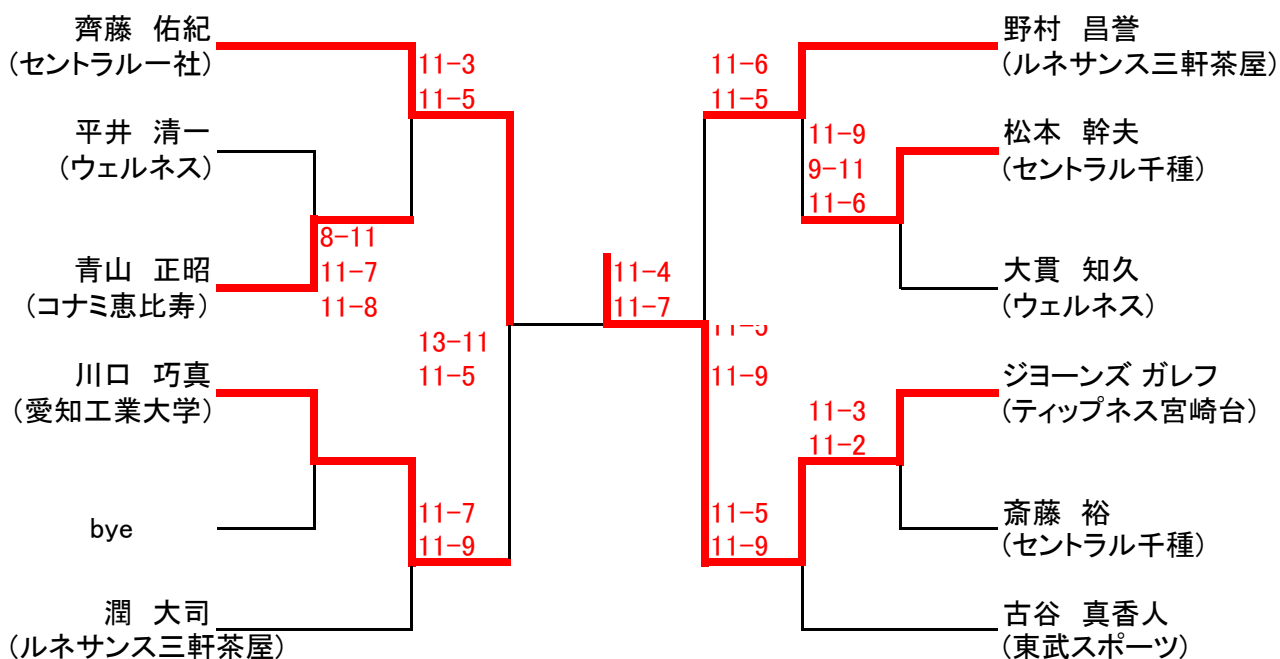 齊藤 佑紀
(セントラル一社)
平井 清一
(ウェルネス)
青山 正昭
(コナミ恵比寿)
川口 巧真
(愛知工業大学)
bye
潤 大司
(ルネサンス三軒茶屋)
11-3
11-5
8-11
11-7
11-8
13-11
11-5
11-7
11-9
11-4
11-7
11-6
11-5
11-9
9-11
11-6
11-5
11-9
11-3
11-2
11-5
11-9
野村 昌誉
(ルネサンス三軒茶屋)
松本 幹夫
(セントラル千種)
大貫 知久
(ウェルネス)
ジョーンズ ガレフ
(ティップネス宮崎台)
斎藤 裕
(セントラル千種)
古谷 真香人
(東武スポーツ)